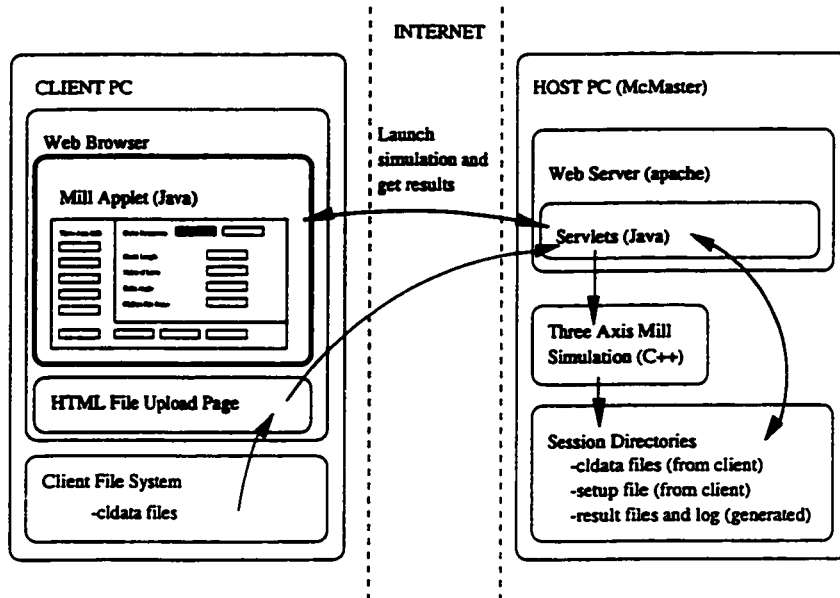 INTERNET
CLIENT PC
Web Browser
Mill Applet (Java)
HTML File Upload Page
Client File System
-cldata files
Launch
simulation and
get results
HOST PC (McMaster)
Web Server (apache)
Servlets (Java)
Three Axis Mill
Simulation (C++)
Session Directories
-cldata files (from client)
-setup file (from client)
-result files and log (generated)